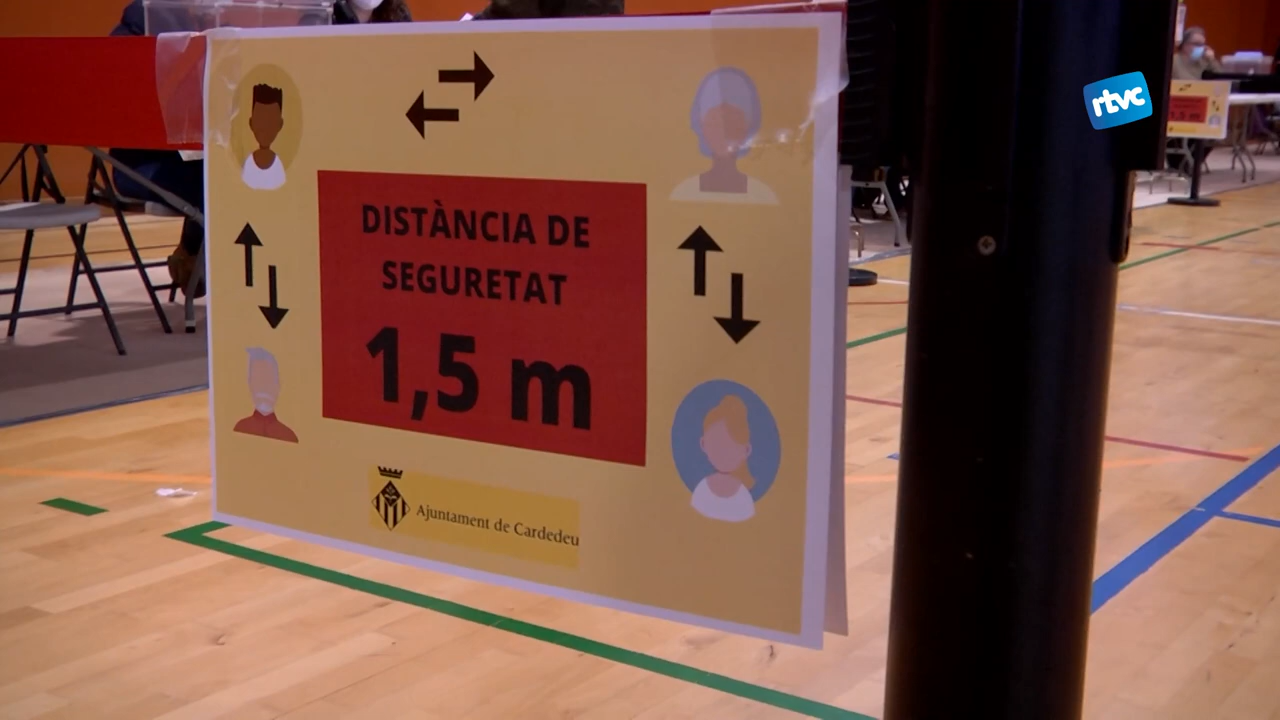 rtvc
DISTÀNCIA DE
SEGURETAT
1,5 m
Ajuntament de Cardedeu